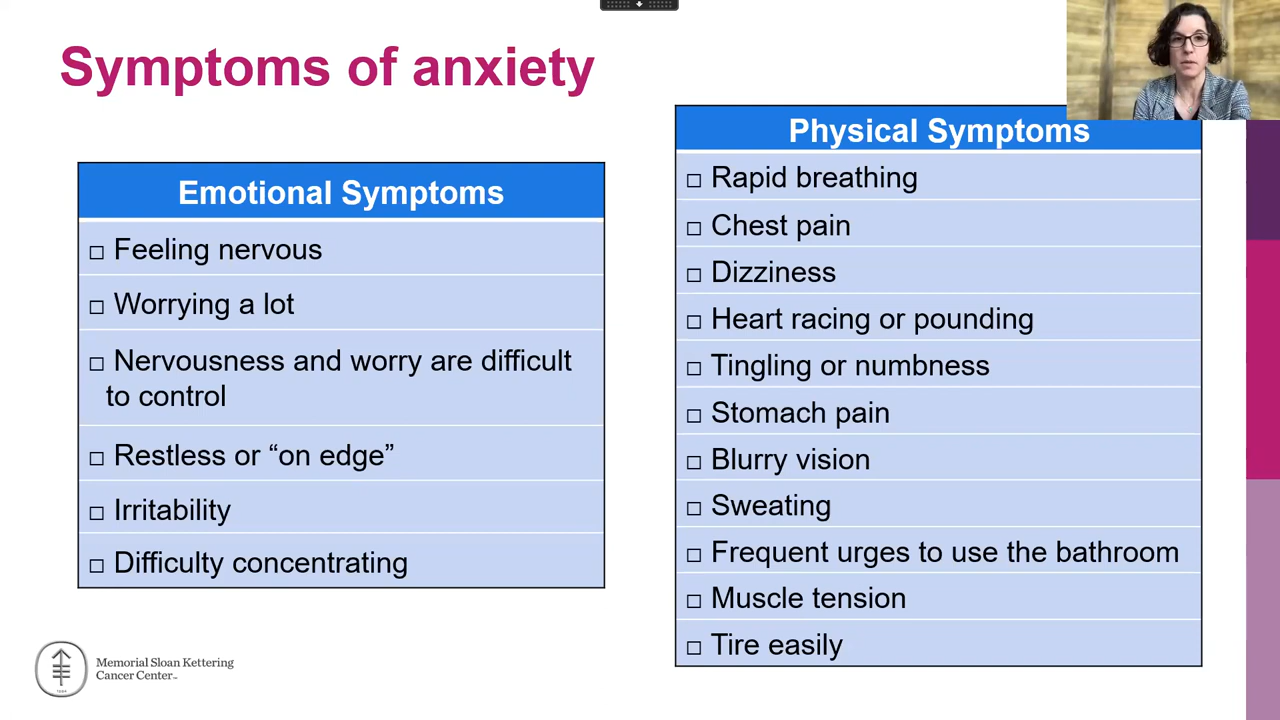 Symptoms of anxiety
Emotional Symptoms
□ Feeling nervous
□ Worrying a lot
□ Nervousness and worry are difficult
to control
□ Restless or “on edge”
□ Irritability
□ Difficulty concentrating
Physical Symptoms
□ Rapid breathing
□ Chest pain
□ Dizziness
□ Heart racing or pounding
□ Tingling or numbness
□ Stomach pain
□ Blurry vision
□ Sweating
□ Frequent urges to use the bathroom
□ Muscle tension
□ Tire easily
Memorial Sloan Kettering
Cancer Center